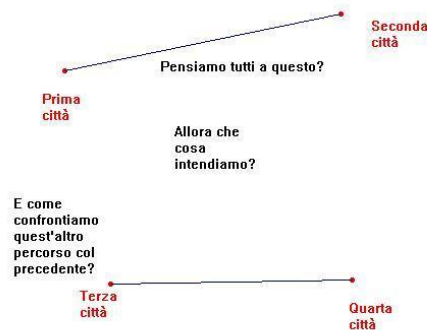 Seconda
città
Pensiamo tutti a questo?
Prima
città
Allora che
cosa
intendiamo?
E come
confrontiamo
quest'altro
percorso col
precedente?
Terza
città
Quarta
città